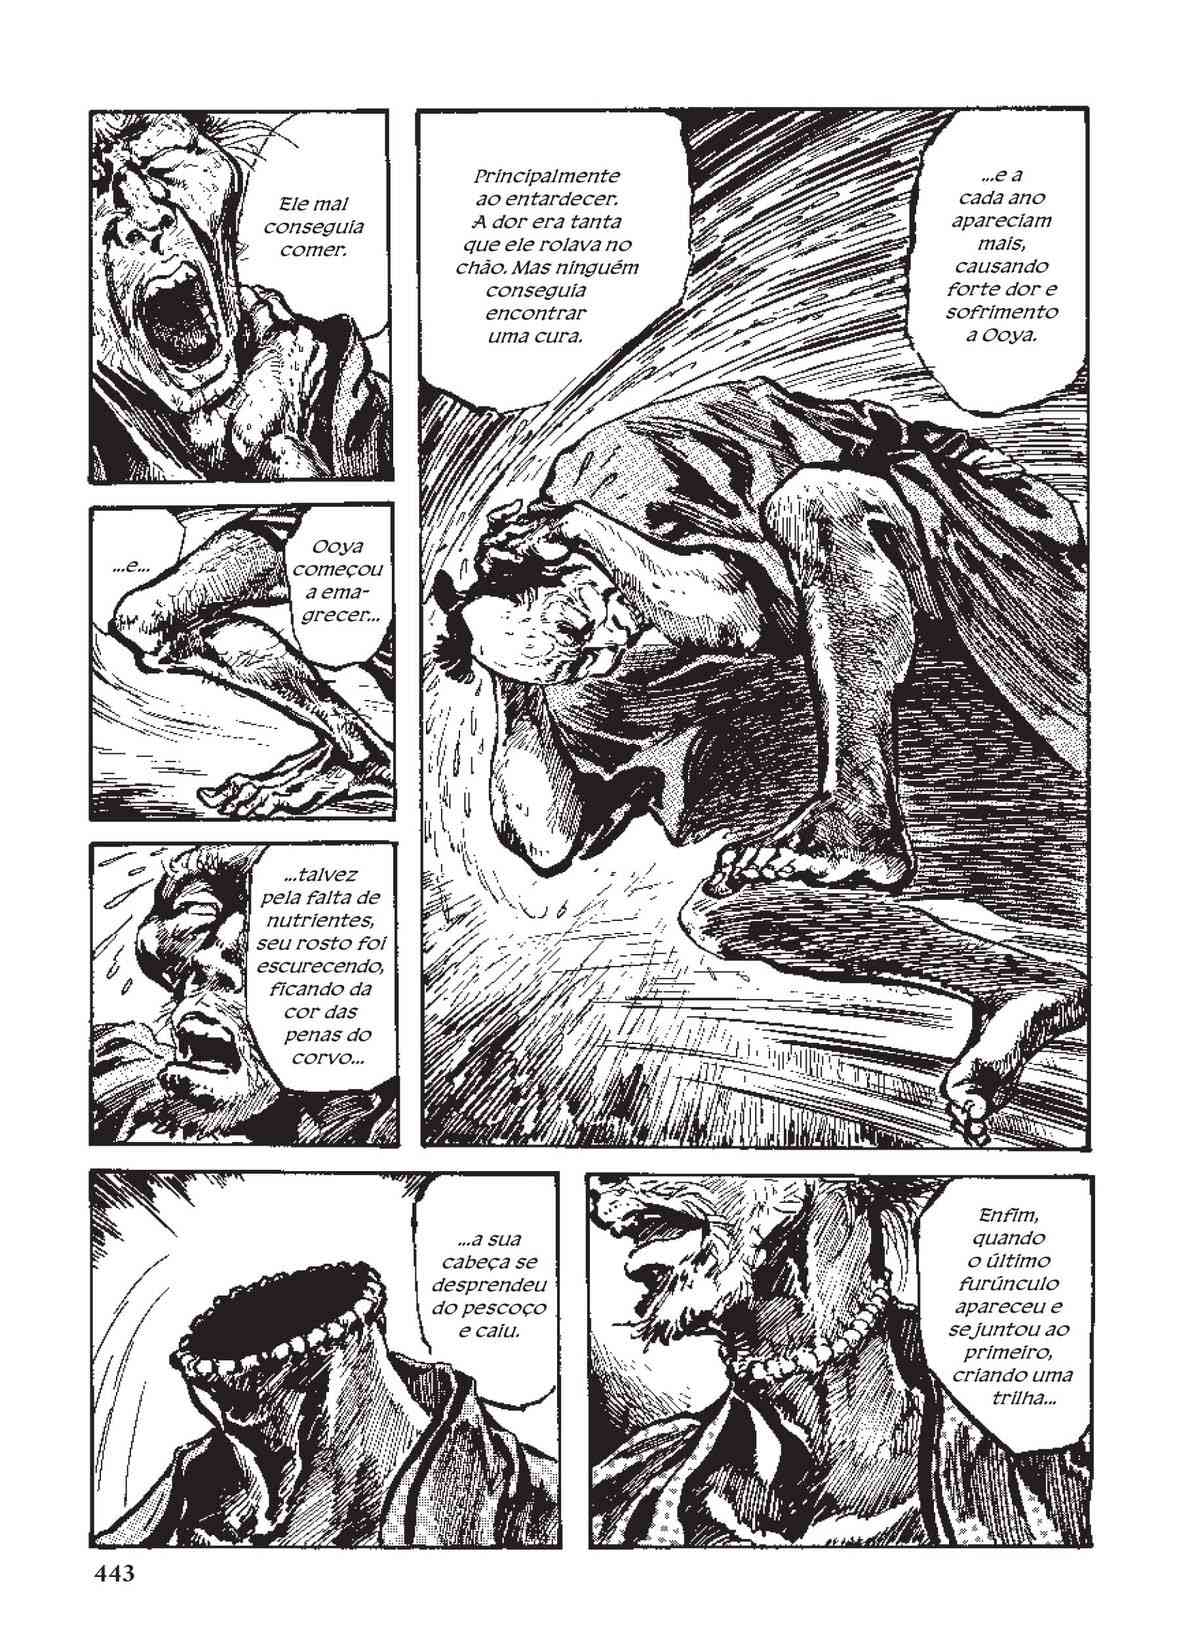 ...e a
cada ano
apareciam
mais,
causando
forte dor e
sofrimento
a Ooya.
Principalmente
ao entardecer.
A dor era tanta
que ele rolava no
chão. Mas ninguém
conseguia
encontrar
uma cura.
Ele mal
conseguia
comer.
Ooya
começou
a ema-
grecer...
...e...
...talvez
pela falta de
nutrientes,
seu rosto foi
escurecendo,
ficando da
cor das
penas do
corvo...
Enfim,
quando
o último
furúnculo
apareceu e
se juntou ao
primeiro,
criando uma
trilha...
...a sua
cabeça se
desprendeu
do pescoço
e caiu.
443